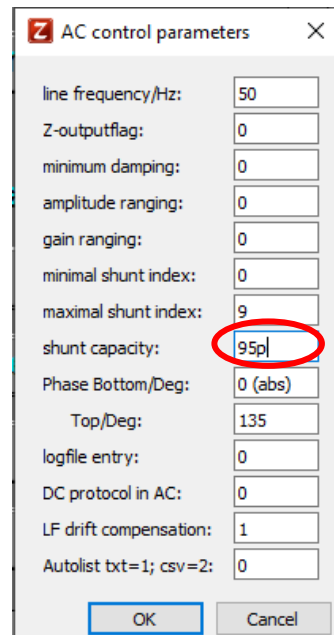 Z AC control parameters
line frequency/Hz: 50
Z-outputflag: 0
minimum damping: 0
amplitude ranging: 0
gain ranging: 0
minimal shunt index: 0
maximal shunt index: 9
shunt capacity: 95p
Phase Bottom/Deg: 0 (abs)
Top/Deg: 135
logfile entry: 0
DC protocol in AC: 0
LF drift compensation: 1
Autolist txt=1; csv=2: 0
OK Cancel